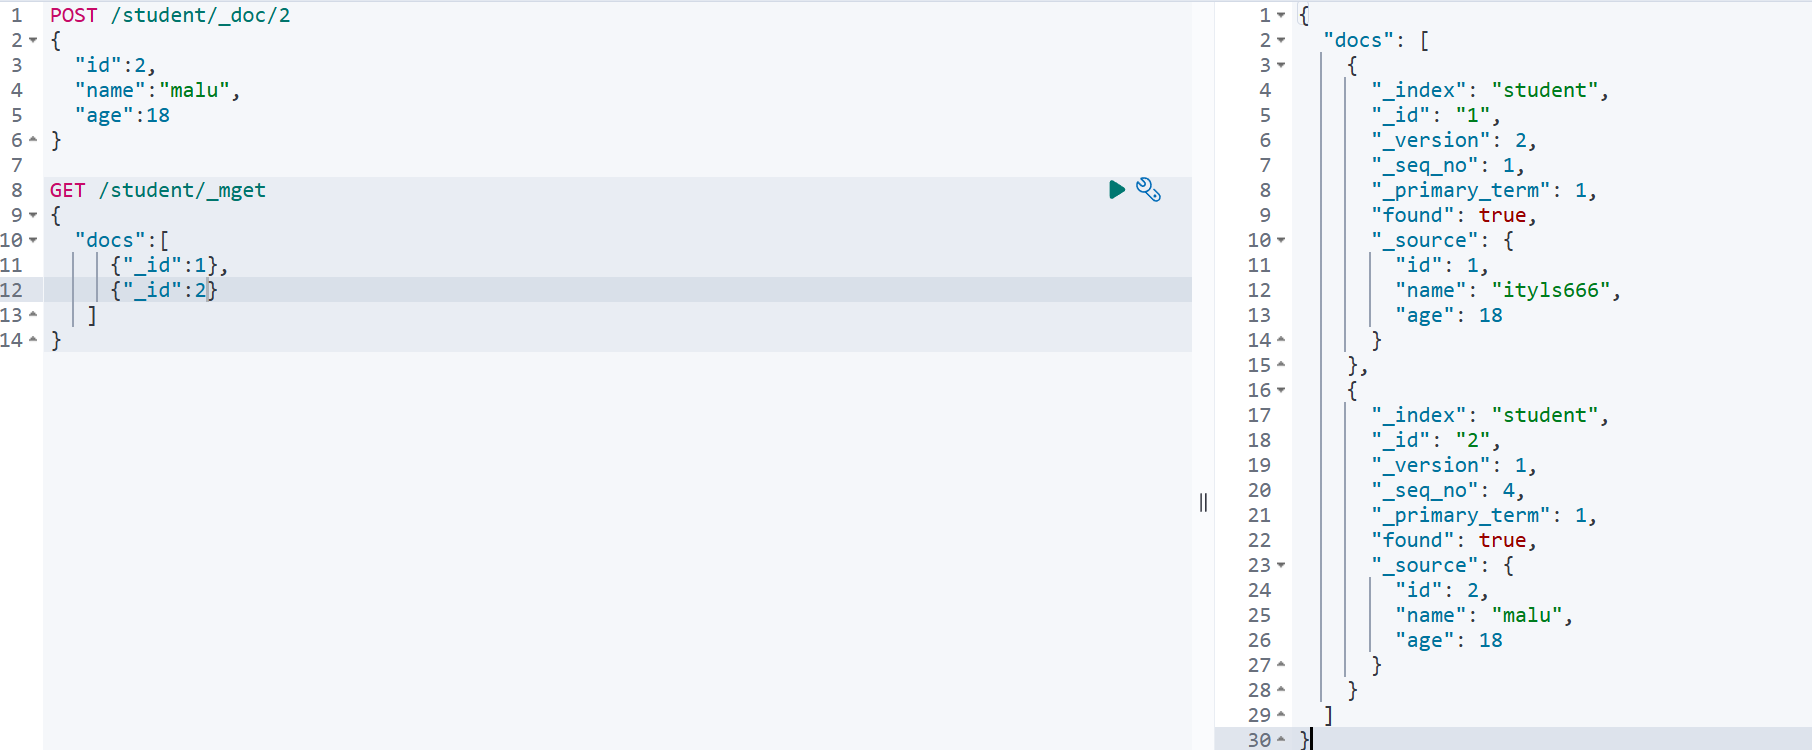 1 POST /student/_doc/2
2 {
3 "id":2,
4 "name":"malu",
5 "age":18
6 }
7
8 GET /student/_mget
9 {
10 "docs":[
11 {"_id":1},
12 {"_id":2}
13 ]
14 }
1 {
2 "docs": [
3 {
4 "_index": "student",
5 "_id": "1",
6 "_version": 2,
7 "_seq_no": 1,
8 "_primary_term": 1,
9 "found": true,
10 "_source": {
11 "id": 1,
12 "name": "ityls666",
13 "age": 18
14 }
15 },
16 {
17 "_index": "student",
18 "_id": "2",
19 "_version": 1,
20 "_seq_no": 4,
21 "_primary_term": 1,
22 "found": true,
23 "_source": {
24 "id": 2,
25 "name": "malu",
26 "age": 18
27 }
28 }
29 ]
30 }